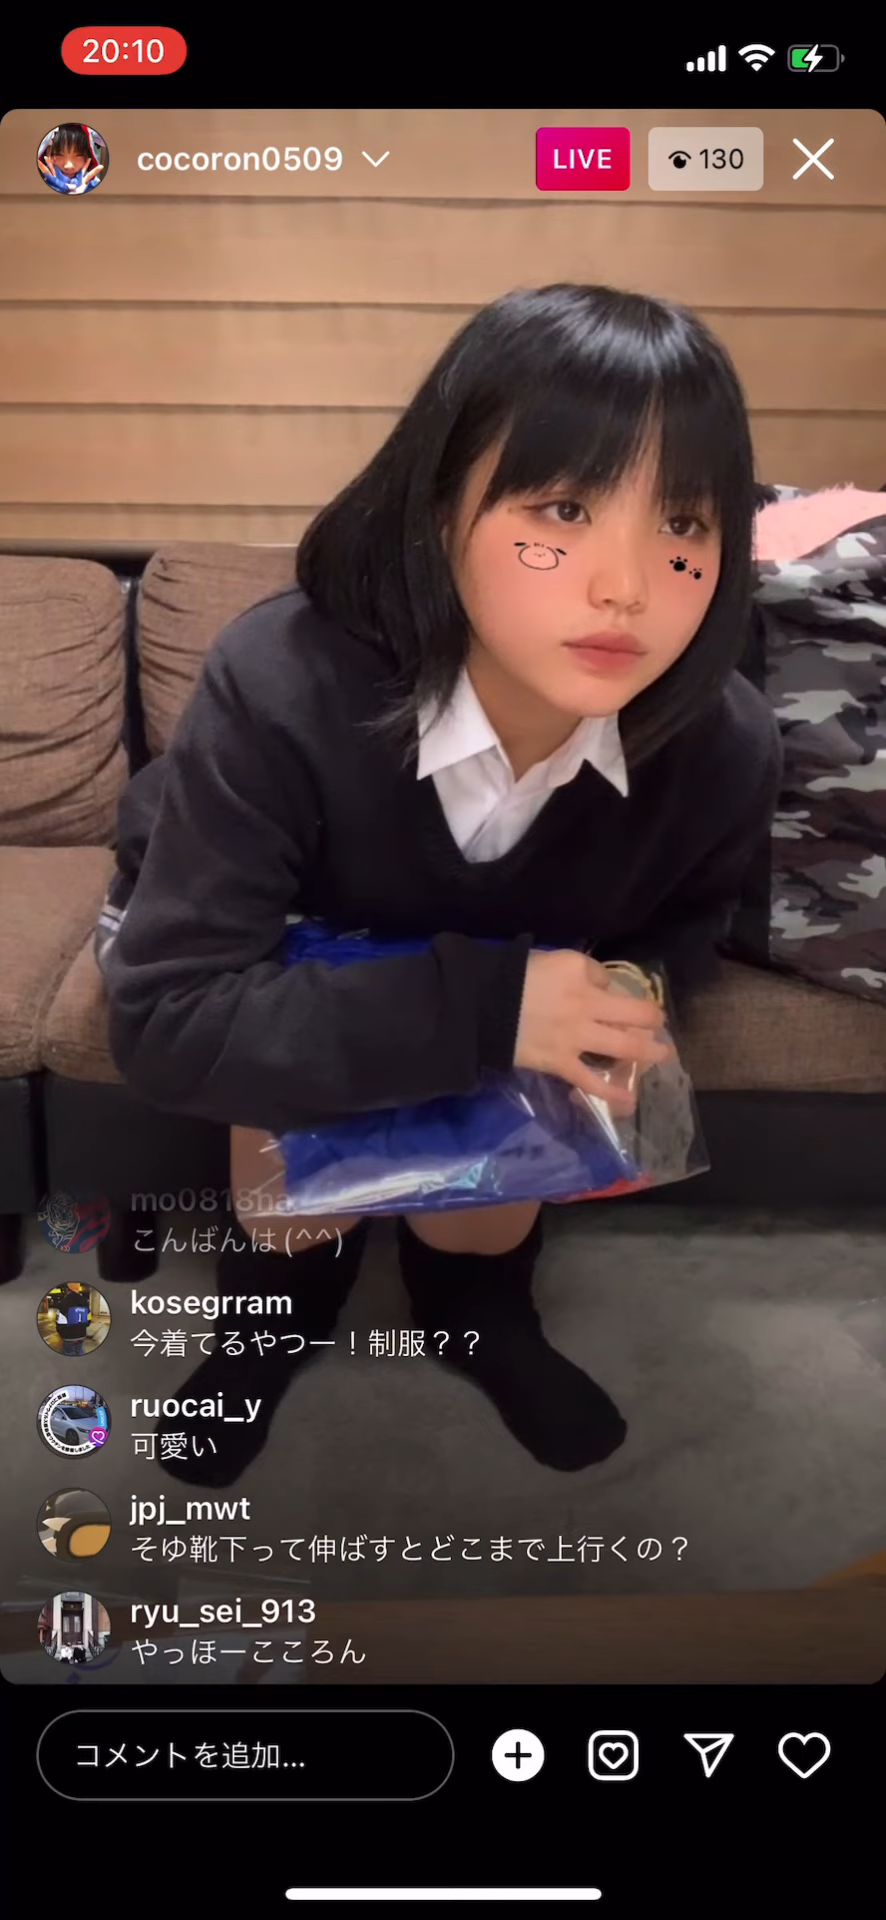 20:10
cocoron0509
LIVE
130
mo0818na
こんばんは(^^)
kosegrram
今着てるやつー！制服？？
ruocai_y
可愛い
jpj_mwt
そゆ靴下って伸ばすとどこまで上行くの？
ryu_sei_913
やっほーこころん
コメントを追加...